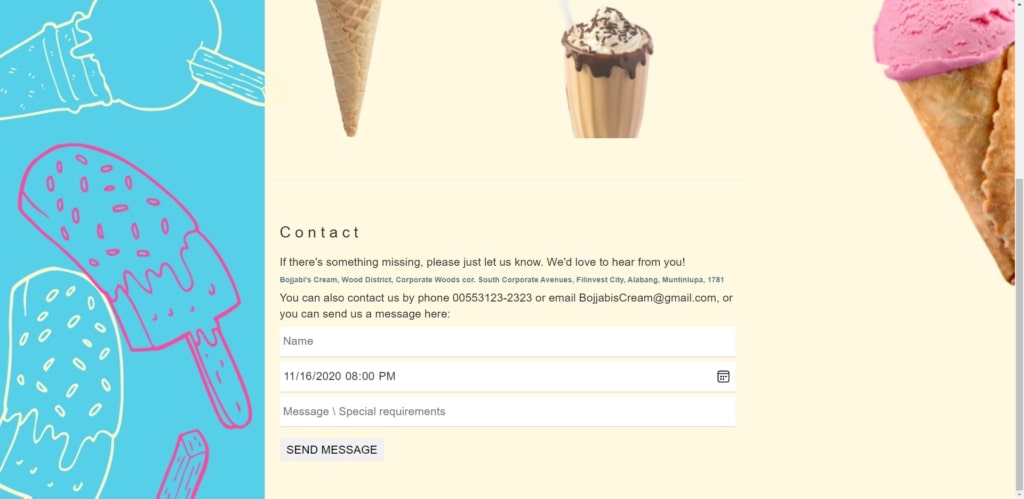 Contact
If there's something missing, please just let us know. We'd love to hear from you!
Bojjabi's Cream, Wood District, Corporate Woods cor. South Corporate Avenues, Filinvest City, Alabang, Muntinlupa, 1781
You can also contact us by phone 00553123-2323 or email BojjabisCream@gmail.com, or
you can send us a message here:
Name
11/16/2020 08:00 PM
Message \ Special requirements
SEND MESSAGE